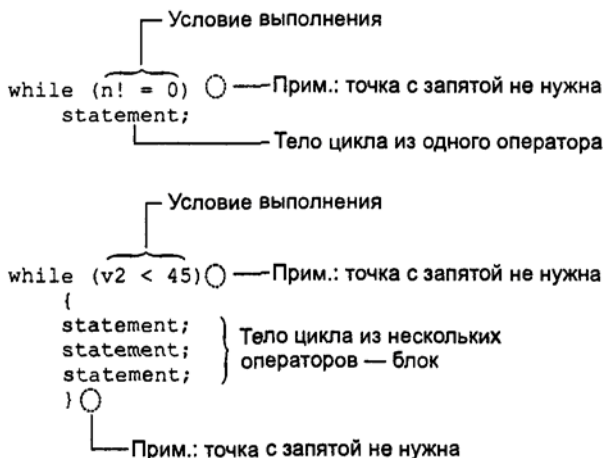 Условие выполнения
while (n! = 0) Прим.: точка с запятой не нужна
statement;
Тело цикла из одного оператора
Условие выполнения
while (v2 < 45) Прим.: точка с запятой не нужна
{
statement;
statement;
statement;
Тело цикла из нескольких
операторов — блок
}
Прим.: точка с запятой не нужна